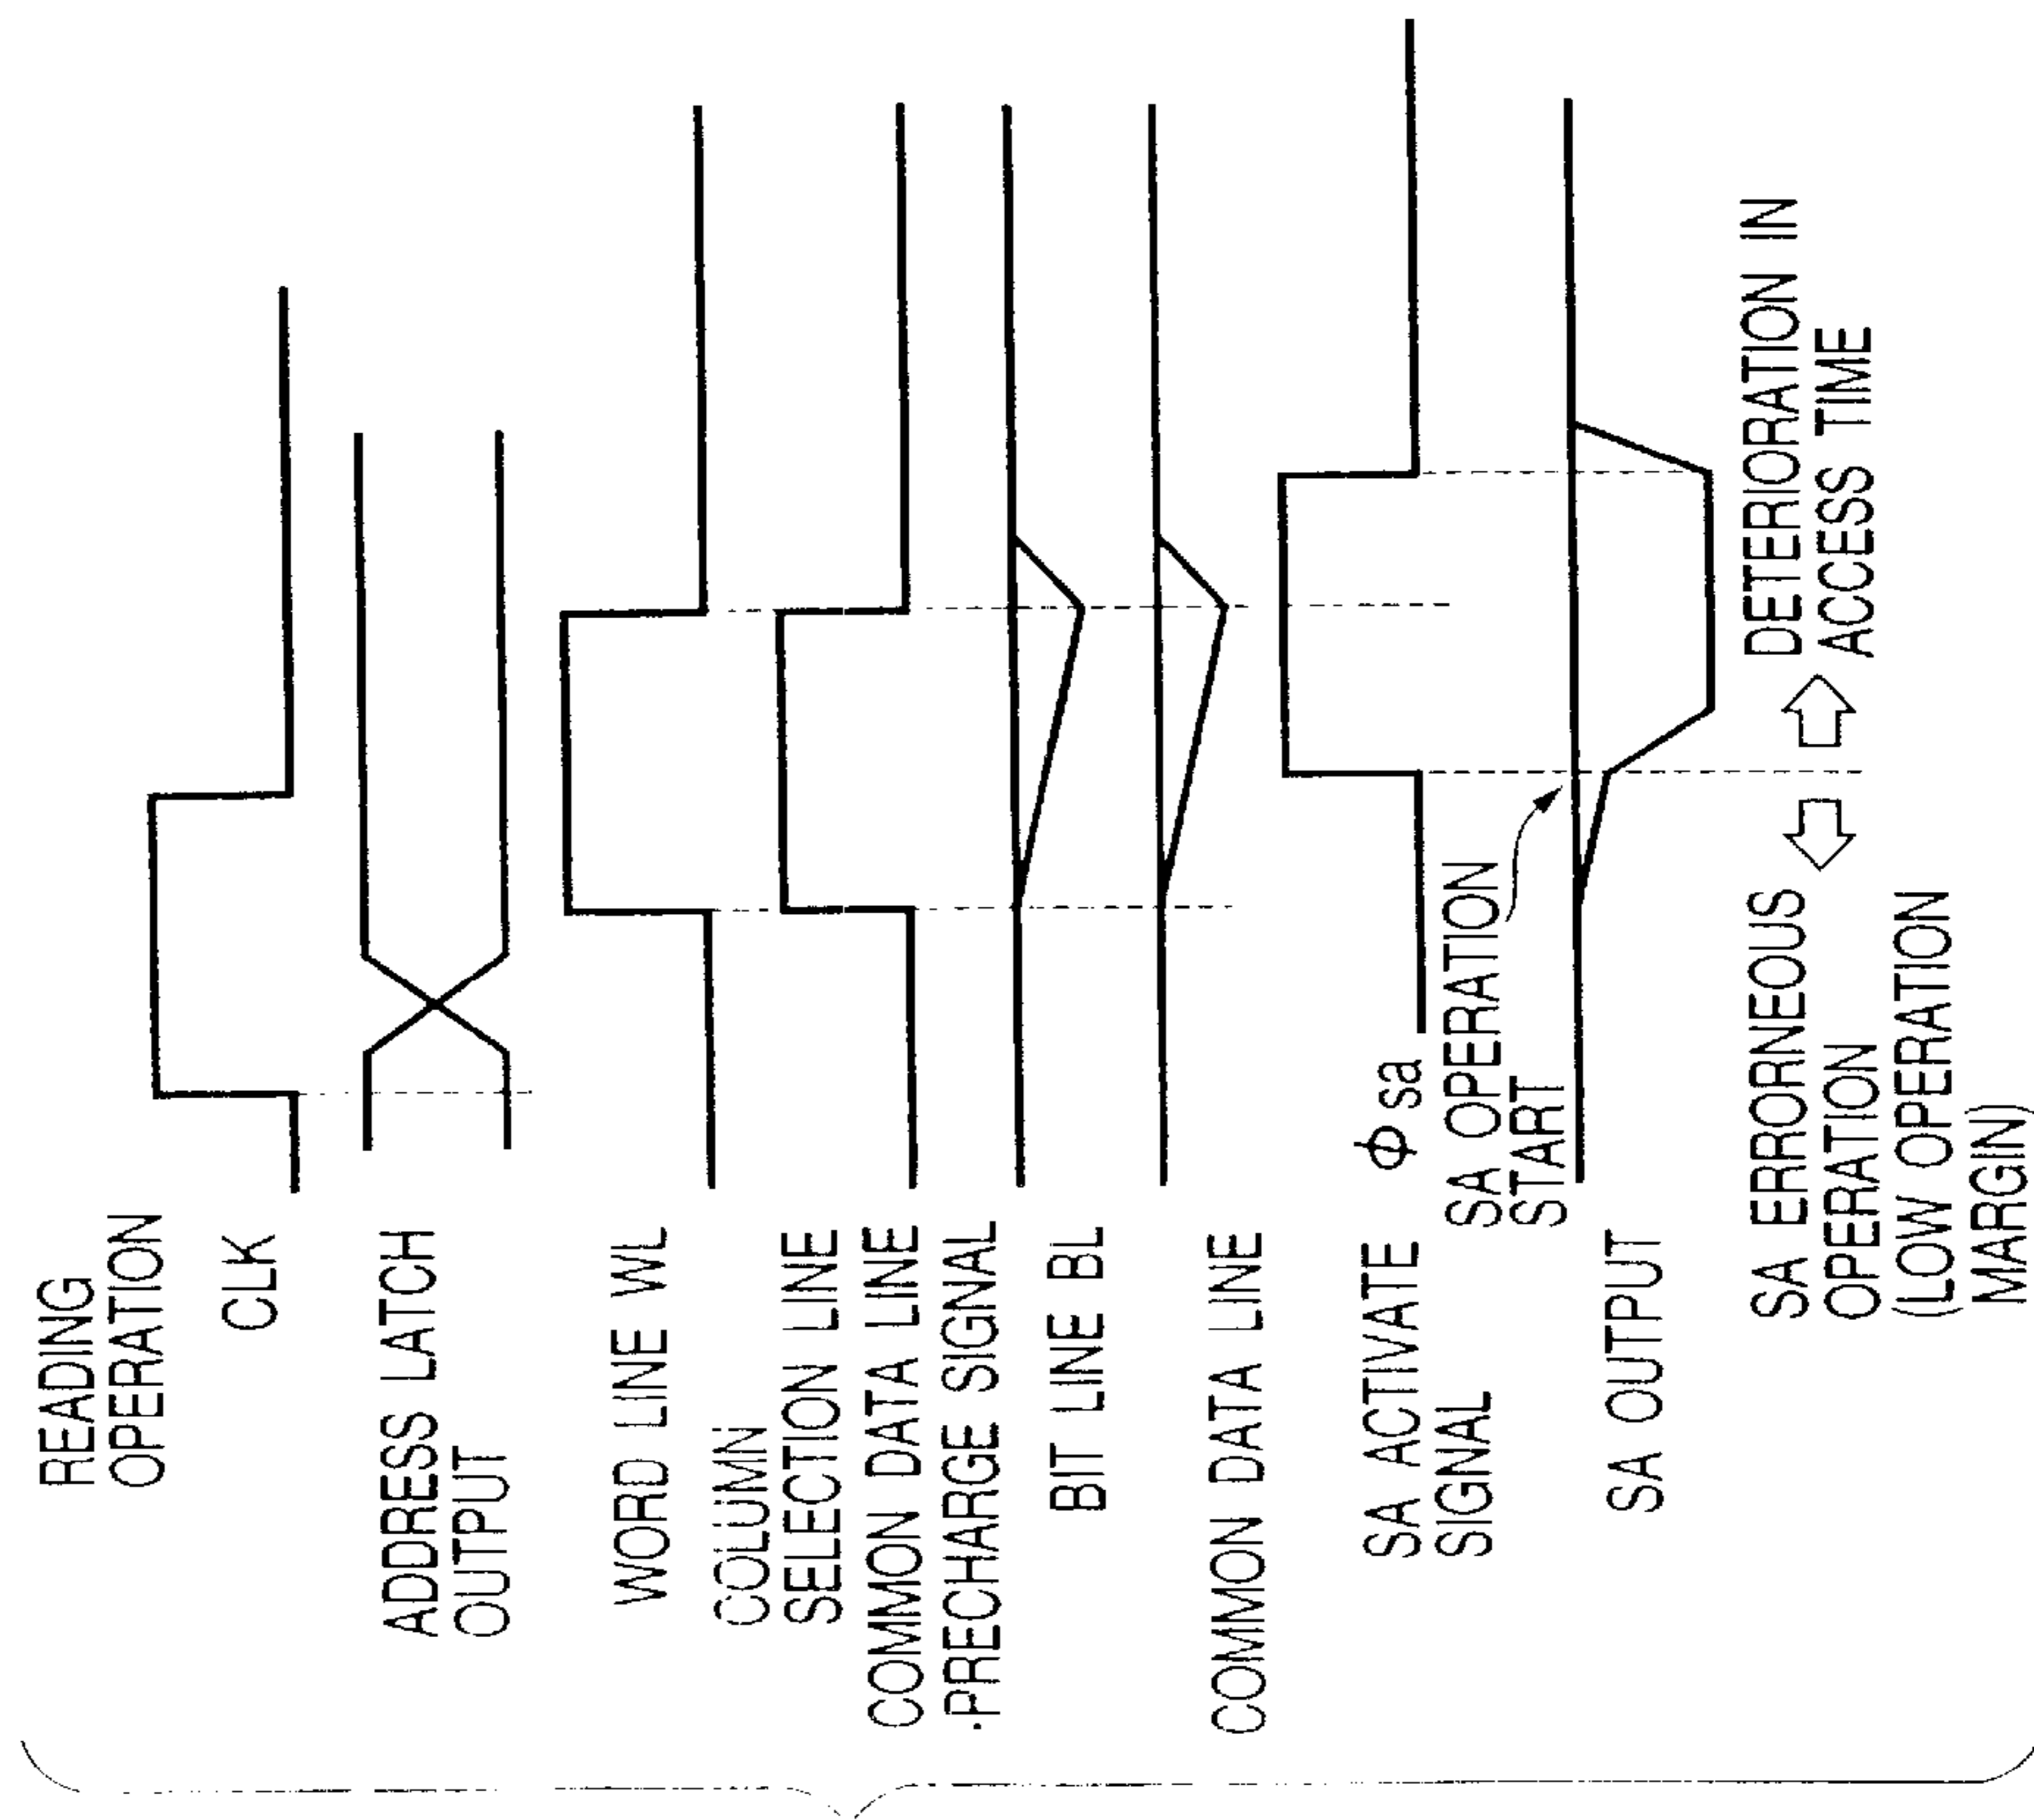 READING
OPERATION
CLK
ADDRESS LATCH
OUTPUT
WORD LINE WL
COLUMN
SELECTION LINE
COMMON DATA LINE
.PRECHARGE SIGNAL
BIT LINE BL
COMMON DATA LINE
SA ACTIVATE Φ sa
SIGNAL
SA OPERATION
START
SA OUTPUT
SA ERRORNEOUS
OPERATION
(LOW OPERATION
MARGIN)
DETERIORATION IN
ACCESS TIME